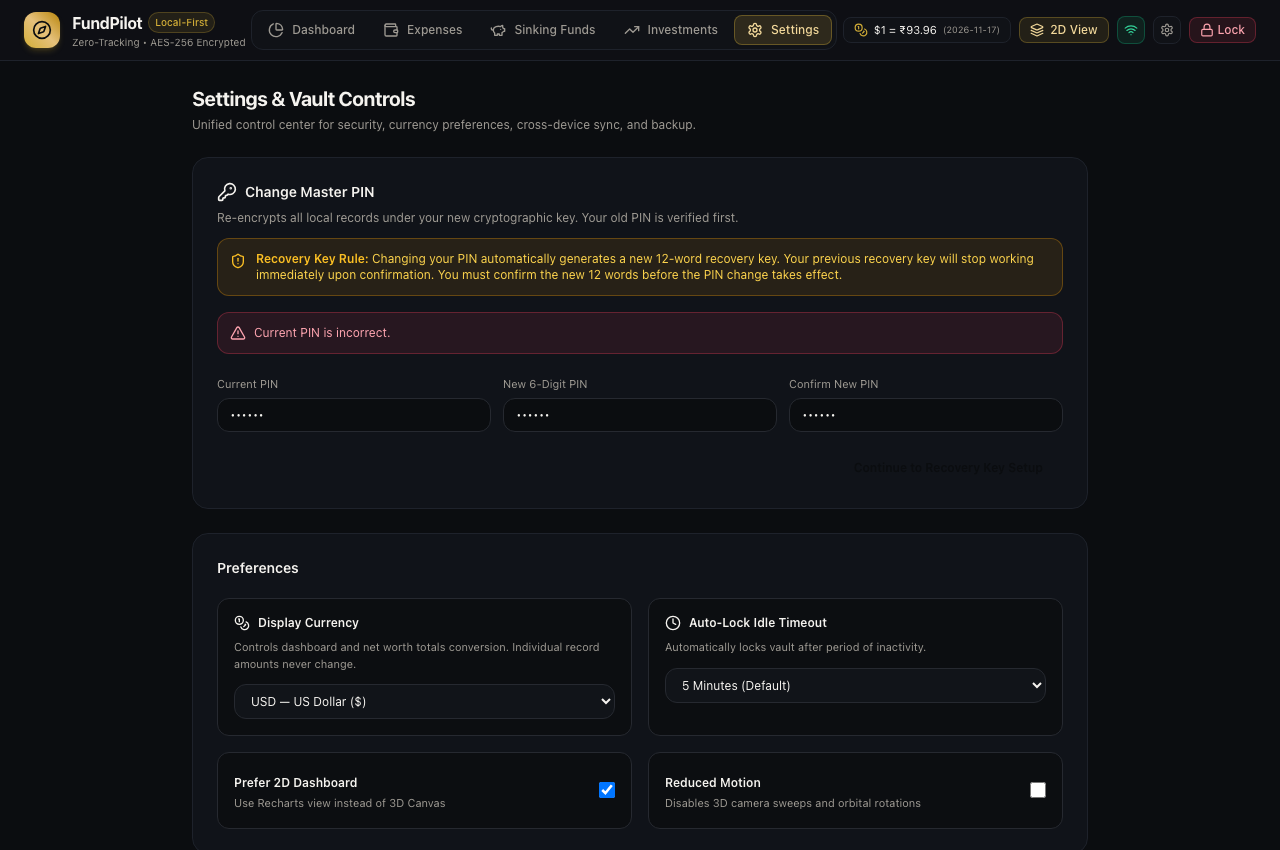 FundPilot Local-First
Zero-Tracking • AES-256 Encrypted
Dashboard
Expenses
Sinking Funds
Investments
Settings
$1 = ₹93.96 (2026-11-17)
2D View
Lock
Settings & Vault Controls
Unified control center for security, currency preferences, cross-device sync, and backup.
Change Master PIN
Re-encrypts all local records under your new cryptographic key. Your old PIN is verified first.
Recovery Key Rule: Changing your PIN automatically generates a new 12-word recovery key. Your previous recovery key will stop working
immediately upon confirmation. You must confirm the new 12 words before the PIN change takes effect.
Current PIN is incorrect.
Current PIN
New 6-Digit PIN
Confirm New PIN
••••••
••••••
••••••
Continue to Recovery Key Setup
Preferences
Display Currency
Controls dashboard and net worth totals conversion. Individual record
amounts never change.
USD — US Dollar ($)
Auto-Lock Idle Timeout
Automatically locks vault after period of inactivity.
5 Minutes (Default)
Prefer 2D Dashboard
Use Recharts view instead of 3D Canvas
Reduced Motion
Disables 3D camera sweeps and orbital rotations